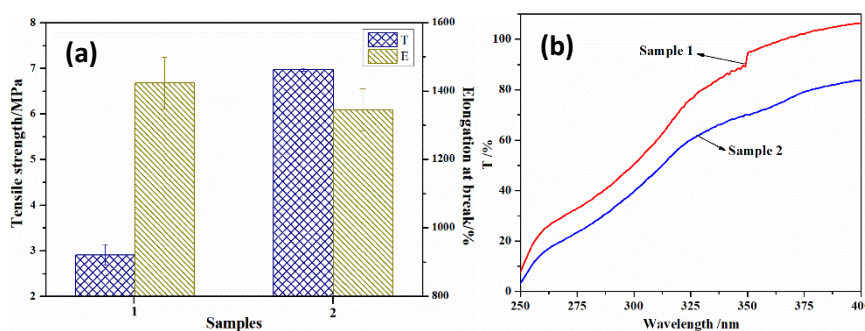 (a)
T
E
Tensile strength/MPa
8
7
6
5
4
3
2
Elongation at break/%
1600
1400
1200
1000
800
1
2
Samples
(b)
Sample 1
Sample 2
T /%
100
80
60
40
20
0
250
275
300
325
350
375
400
Wavelength /nm